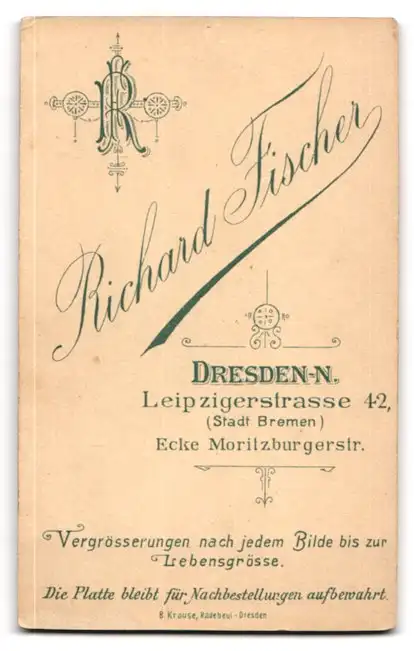 RF
Richard Fischer
DRESDEN-N.
Leipzigerstrasse 42,
(Stadt Bremen)
Ecke Moritzburgerstr.
Vergrösserungen nach jedem Bilde bis zur
Lebensgrösse.
Die Platte bleibt für Nachbestellungen aufbewahrt.
B. Krause, Radebeul - Dresden